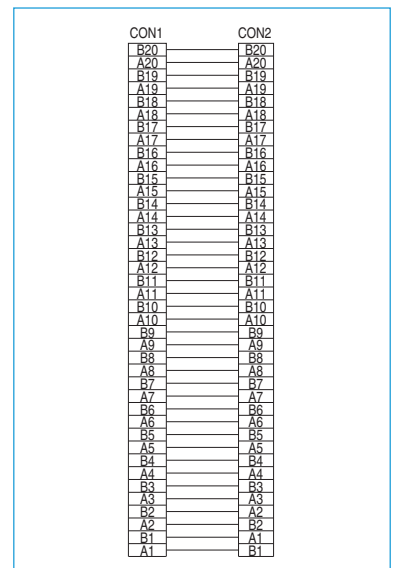 CON1 CON2
B20 B20
A20 A20
B19 B19
A19 A19
B18 B18
A18 A18
B17 B17
A17 A17
B16 B16
A16 A16
B15 B15
A15 A15
B14 B14
A14 A14
B13 B13
A13 A13
B12 B12
A12 A12
B11 B11
A11 A11
B10 B10
A10 A10
B9 B9
A9 A9
B8 B8
A8 A8
B7 B7
A7 A7
B6 B6
A6 A6
B5 B5
A5 A5
B4 B4
A4 A4
B3 B3
A3 A3
B2 A2
A2 B2
B1 A1
A1 B1